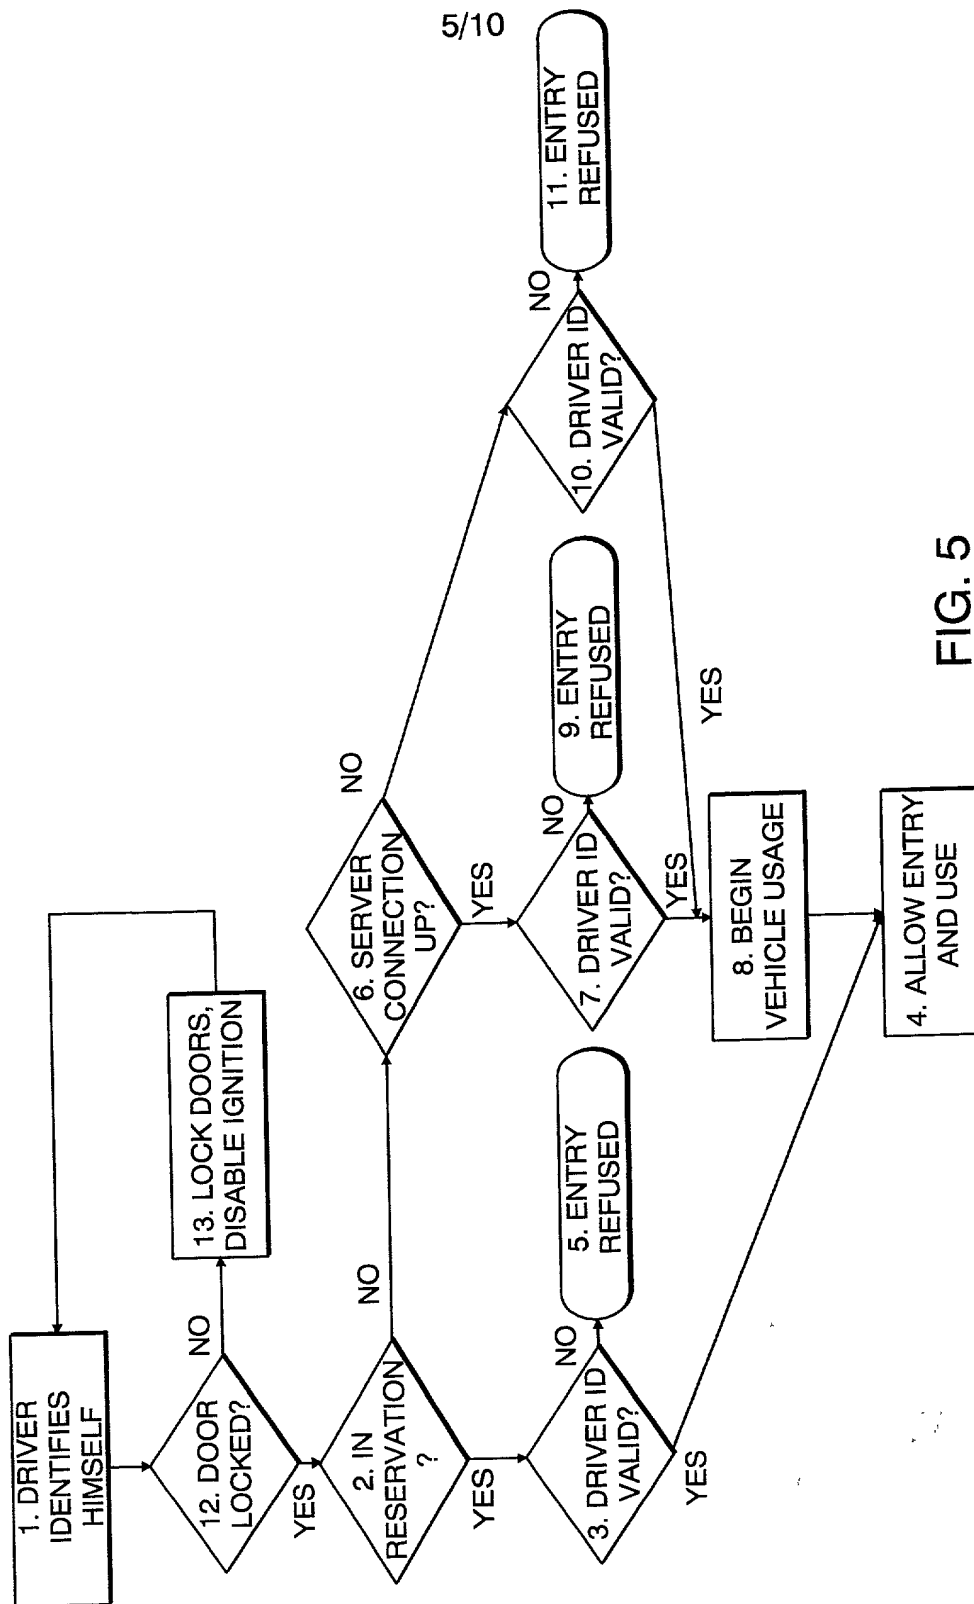 5/10
1. DRIVER
IDENTIFIES
HIMSELF
12. DOOR
LOCKED?
NO
13. LOCK DOORS,
DISABLE IGNITION
YES
2. IN
RESERVATION
?
NO
6. SERVER
CONNECTION
UP?
NO
YES
YES
3. DRIVER ID
VALID?
NO
5. ENTRY
REFUSED
YES
7. DRIVER ID
VALID?
NO
9. ENTRY
REFUSED
YES
10. DRIVER ID
VALID?
NO
11. ENTRY
REFUSED
YES
8. BEGIN
VEHICLE USAGE
4. ALLOW ENTRY
AND USE
FIG. 5